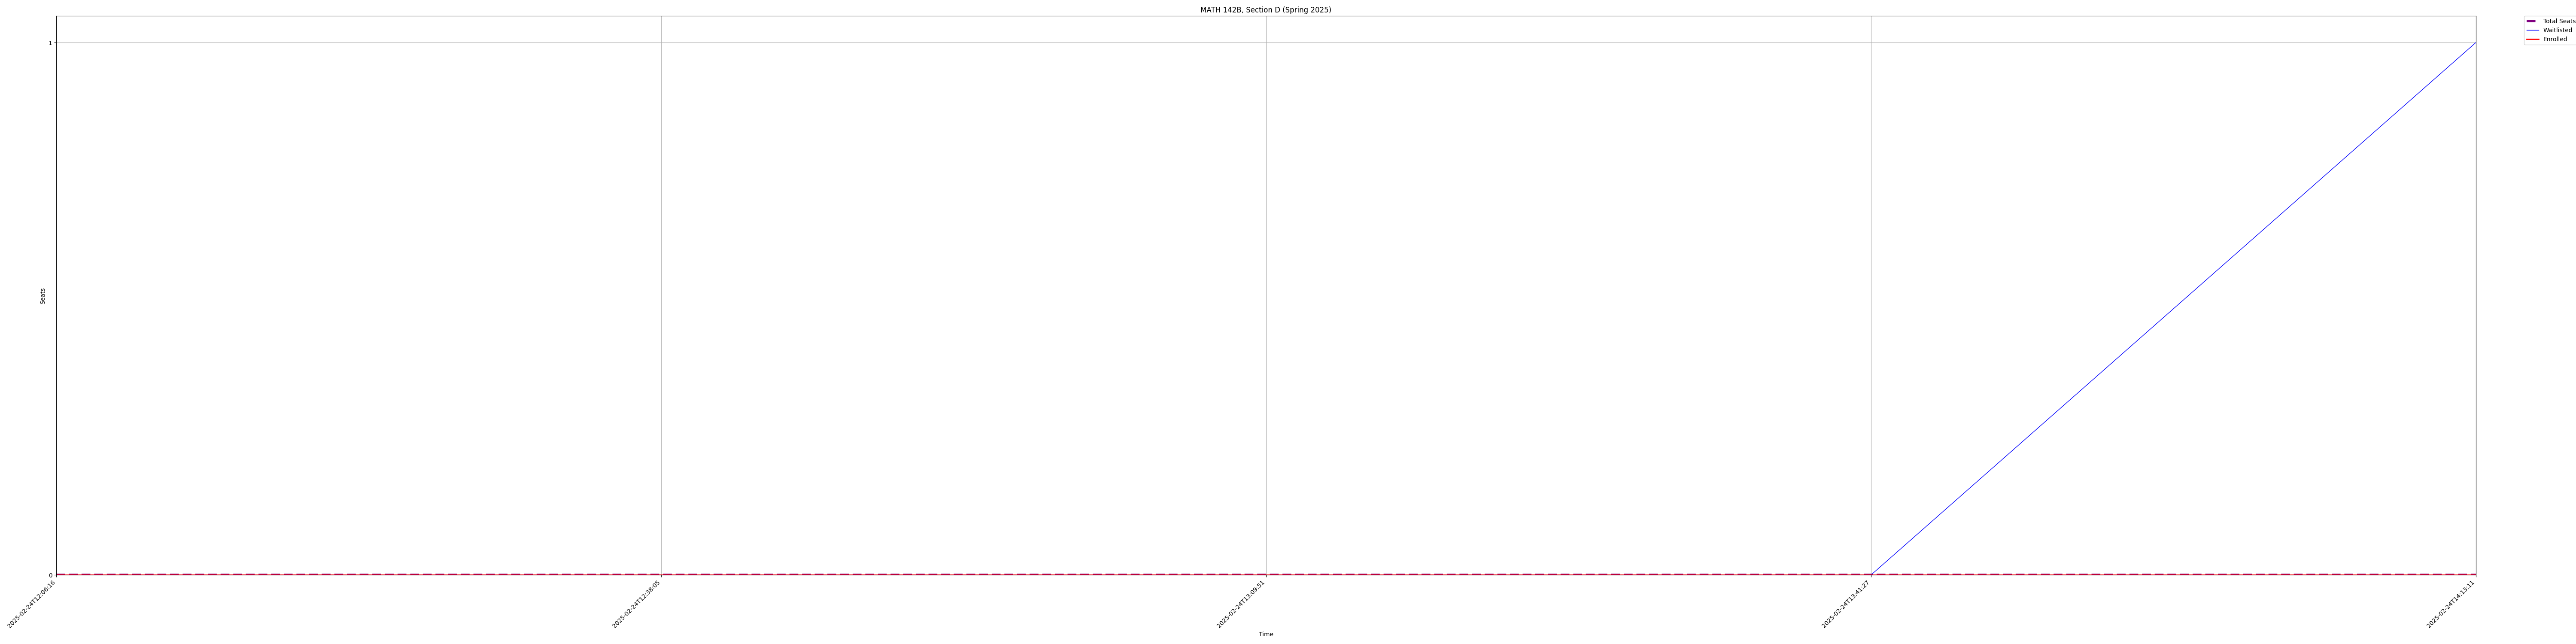 MATH 142B, Section D (Spring 2025)
Total Seats
Waitlisted
Enrolled
1
Seats
0
2025-02-24T12:06:16
2025-02-24T12:38:05
2025-02-24T13:09:51
2025-02-24T13:41:27
2025-02-24T14:13:11
Time